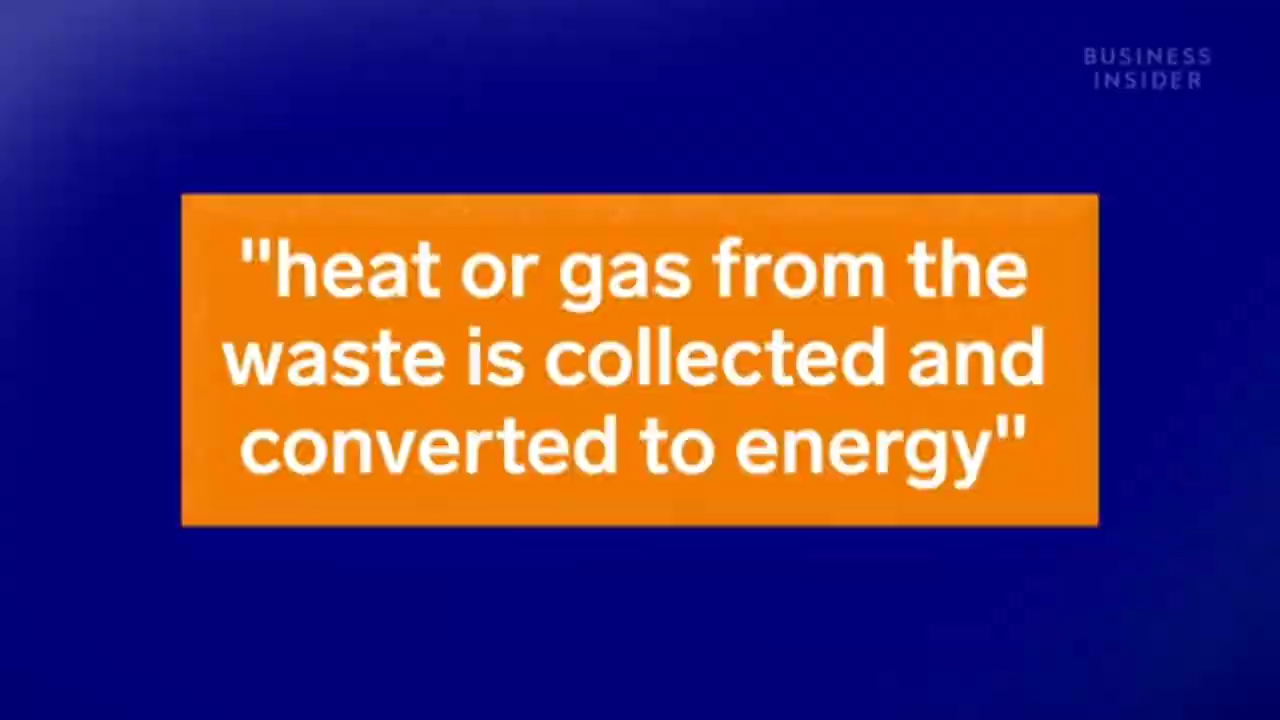 BUSINESS
INSIDER
"heat or gas from the
waste is collected and
converted to energy"